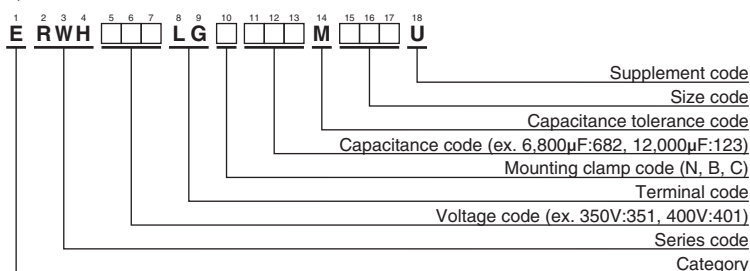 1 2 3 4 5 6 7 8 9 10 11 12 13 14 15 16 17 18
E RWH LG M U
Supplement code
Size code
Capacitance tolerance code
Capacitance code (ex. 6,800µF:682, 12,000µF:123)
Mounting clamp code (N, B, C)
Terminal code
Voltage code (ex. 350V:351, 400V:401)
Series code
Category